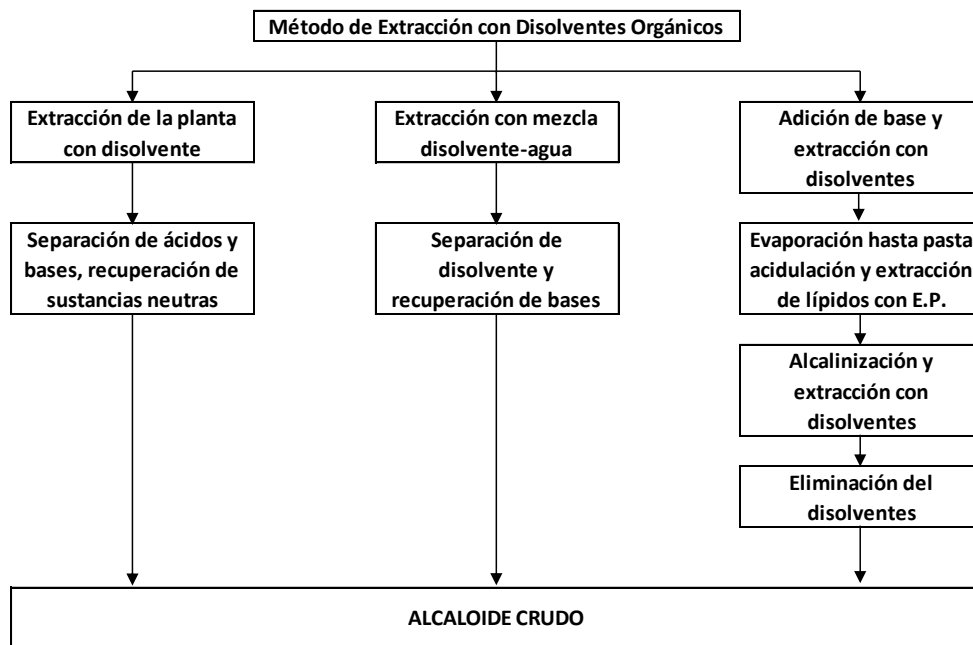 Método de Extracción con Disolventes Orgánicos
Extracción de la planta
con disolvente
Separación de ácidos y
bases, recuperación de
sustancias neutras
Extracción con mezcla
disolvente-agua
Separación de
disolvente y
recuperación de bases
Adición de base y
extracción con
disolventes
Evaporación hasta pasta
acidulación y extracción
de lípidos con E.P.
Alcalinización y
extracción con
disolventes
Eliminación del
disolventes
ALCALOIDE CRUDO